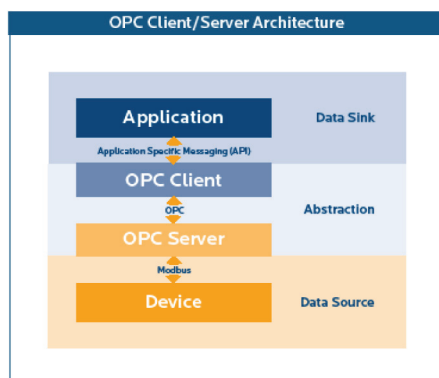 OPC Client/Server Architecture
Application
Data Sink
Application Specific Messaging (API)
OPC Client
OPC
Abstraction
OPC Server
Modbus
Device
Data Source